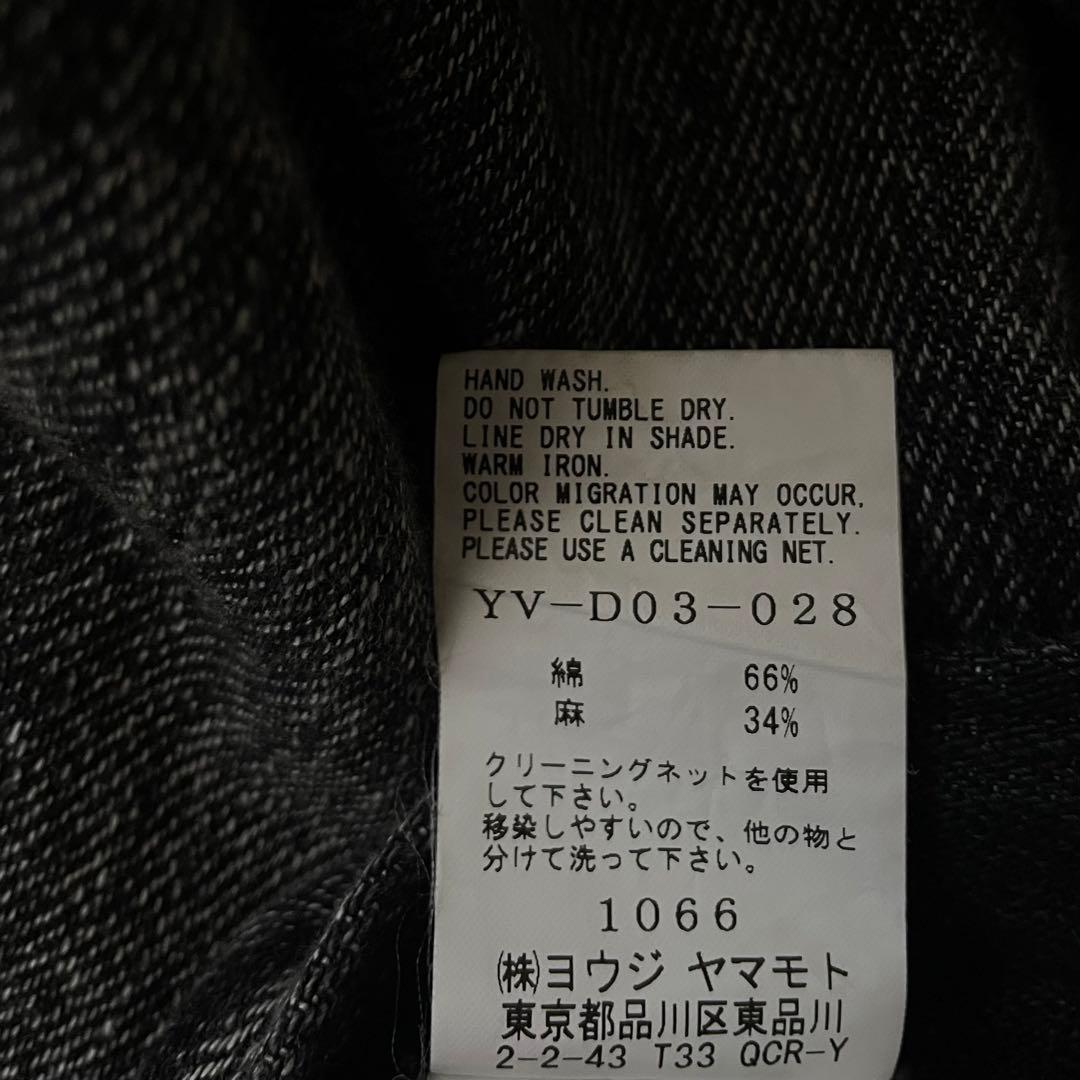 HAND WASH.
DO NOT TUMBLE DRY.
LINE DRY IN SHADE.
WARM IRON.
COLOR MIGRATION MAY OCCUR,
PLEASE CLEAN SEPARATELY.
PLEASE USE A CLEANING NET.
YV-D03-028
綿 66%
麻 34%
クリーニングネットを使用
して下さい。
移染しやすいので、他の物と
分けて洗って下さい。
1066
㈱ヨウジ ヤマモト
東京都品川区東品川
2-2-43 T33 QCR-Y